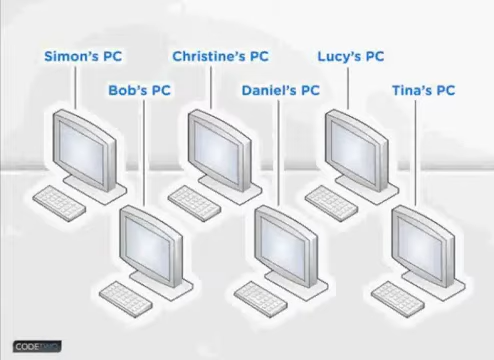 Simon's PC
Christine's PC
Lucy's PC
Bob's PC
Daniel's PC
Tina's PC
CODETWO